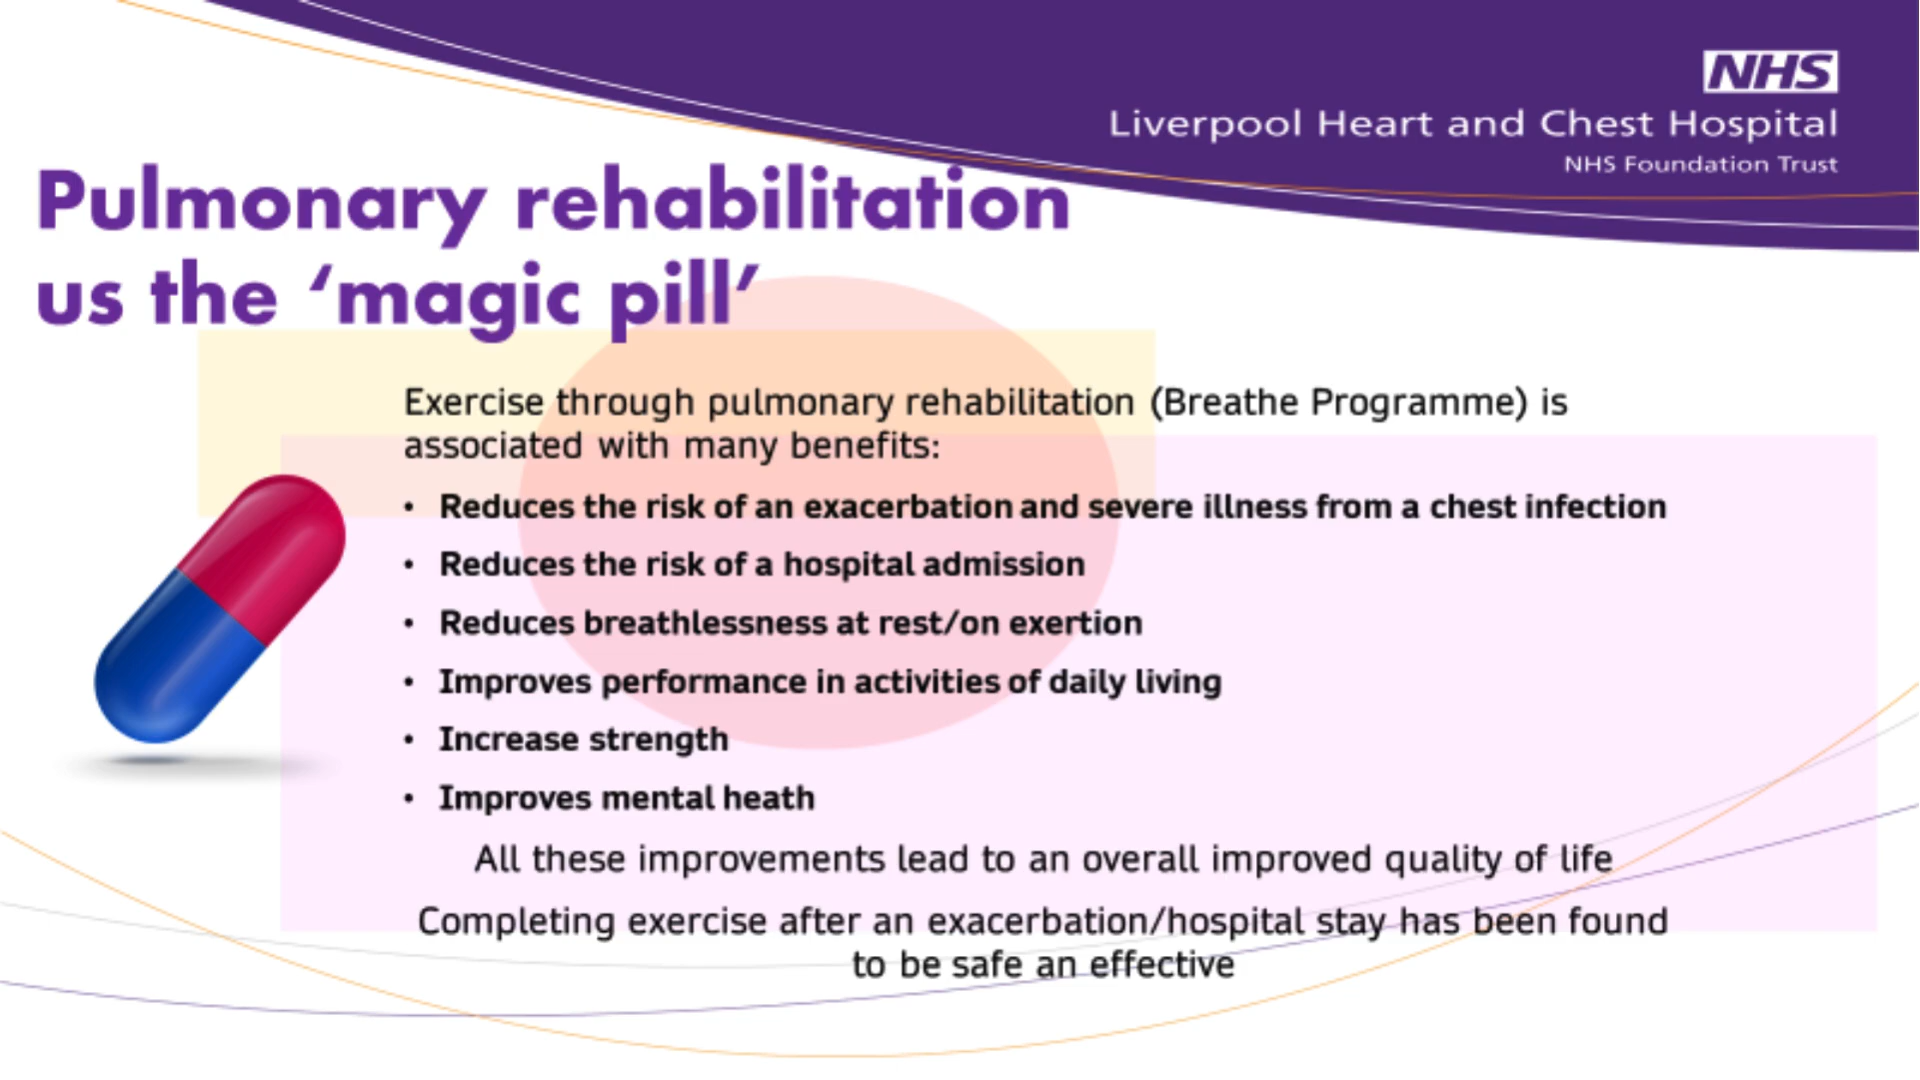 NHS
Liverpool Heart and Chest Hospital
NHS Foundation Trust
Pulmonary rehabilitation
us the ‘magic pill’
Exercise through pulmonary rehabilitation (Breathe Programme) is
associated with many benefits:
• Reduces the risk of an exacerbation and severe illness from a chest infection
• Reduces the risk of a hospital admission
• Reduces breathlessness at rest/on exertion
• Improves performance in activities of daily living
• Increase strength
• Improves mental heath
All these improvements lead to an overall improved quality of life
Completing exercise after an exacerbation/hospital stay has been found
to be safe an effective